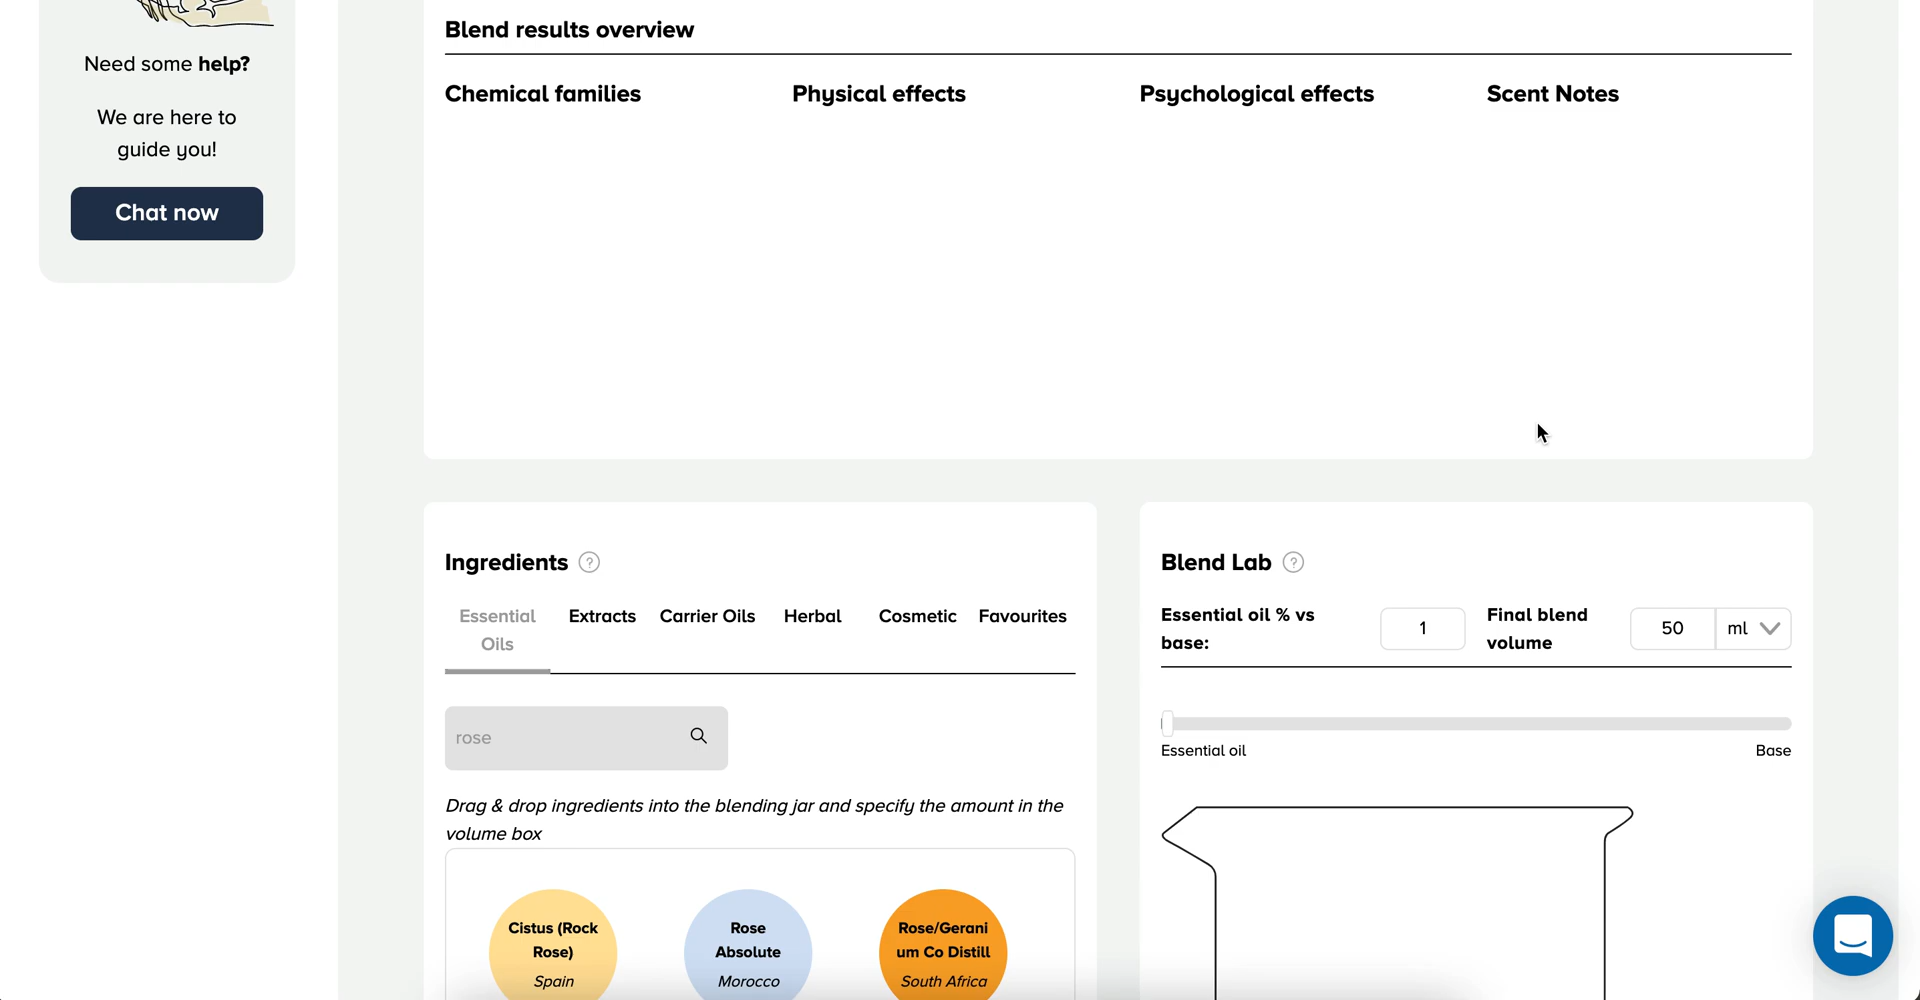 Need some help?
We are here to
guide you!
Chat now
Blend results overview
Chemical families
Physical effects
Psychological effects
Scent Notes
Ingredients ?
Essential
Oils
Extracts
Carrier Oils
Herbal
Cosmetic
Favourites
rose
Drag & drop ingredients into the blending jar and specify the amount in the
volume box
Cistus (Rock
Rose)
Spain
Rose
Absolute
Morocco
Rose/Gerani
um Co Distill
South Africa
Blend Lab ?
Essential oil % vs
base:
1
Final blend
volume
50
ml
Essential oil
Base